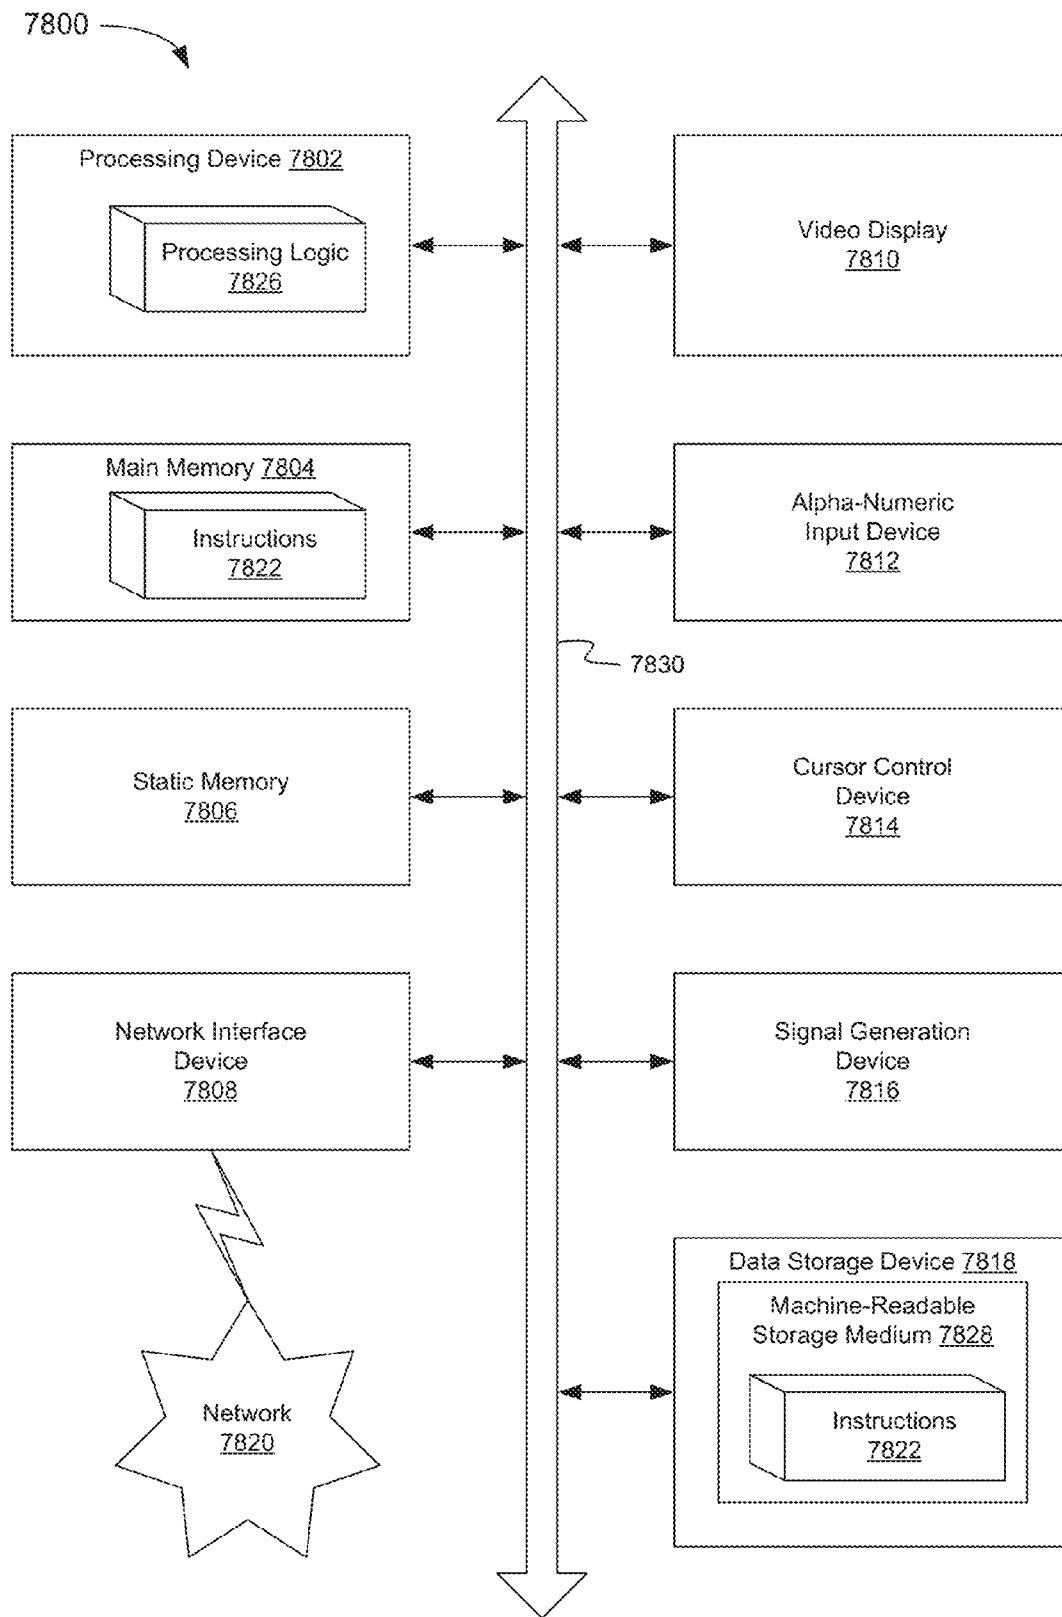 7800
Processing Device 7802
Processing Logic
7826
Video Display
7810
Main Memory 7804
Instructions
7822
Alpha-Numeric
Input Device
7812
7830
Static Memory
7806
Cursor Control
Device
7814
Network Interface
Device
7808
Signal Generation
Device
7816
Network
7820
Data Storage Device 7818
Machine-Readable
Storage Medium 7828
Instructions
7822